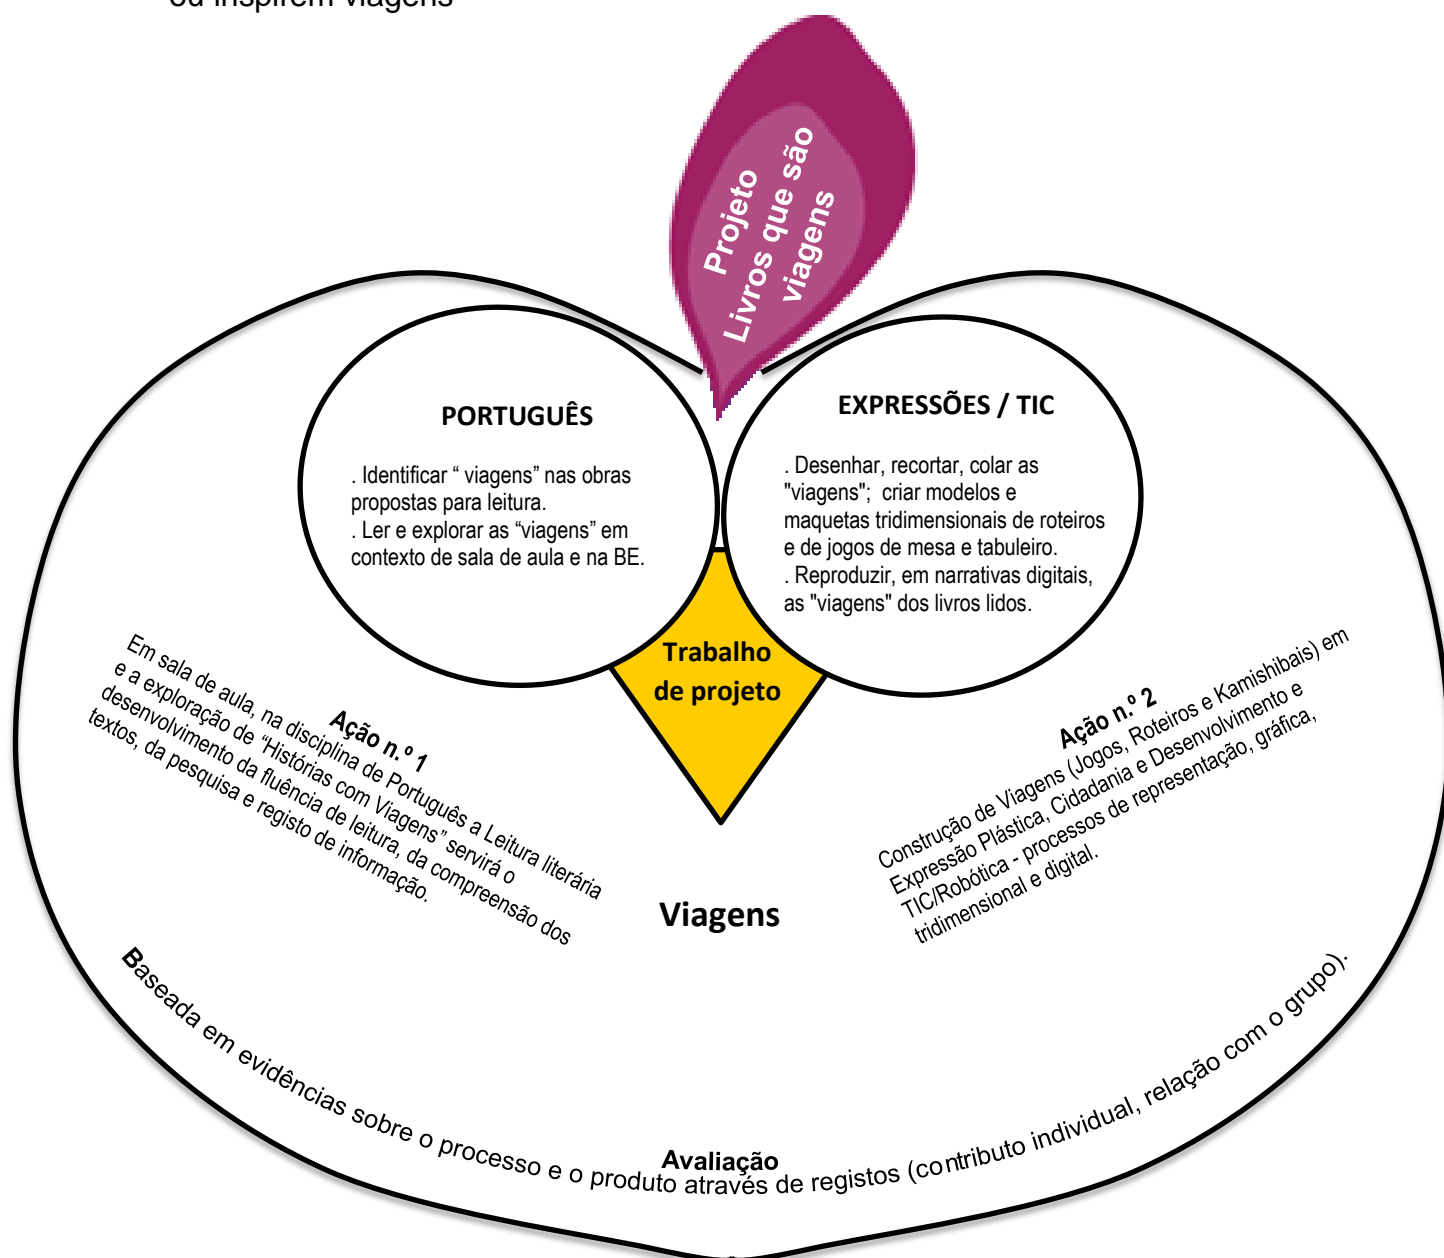 ou inspirem viagens
Projeto
Livros que são
viagens
PORTUGUÊS
. Identificar “ viagens” nas obras
propostas para leitura.
. Ler e explorar as “viagens” em
contexto de sala de aula e na BE.
EXPRESSÕES / TIC
. Desenhar, recortar, colar as
"viagens"; criar modelos e
maquetas tridimensionais de roteiros
e de jogos de mesa e tabuleiro.
. Reproduzir, em narrativas digitais,
as "viagens" dos livros lidos.
Trabalho
de projeto
Ação n.º 1
Em sala de aula, na disciplina de Português a Leitura literária
e a exploração de “Histórias com Viagens” servirá o
desenvolvimento da fluência de leitura, da compreensão dos
textos, da pesquisa e registo de informação.
Ação n.º 2
Construção de Viagens (Jogos, Roteiros e Kamishibais) em
Expressão Plástica, Cidadania e Desenvolvimento e
TIC/Robótica - processos de representação, gráfica,
tridimensional e digital.
Viagens
Avaliação
Baseada em evidências sobre o processo e o produto através de registos (contributo individual, relação com o grupo).